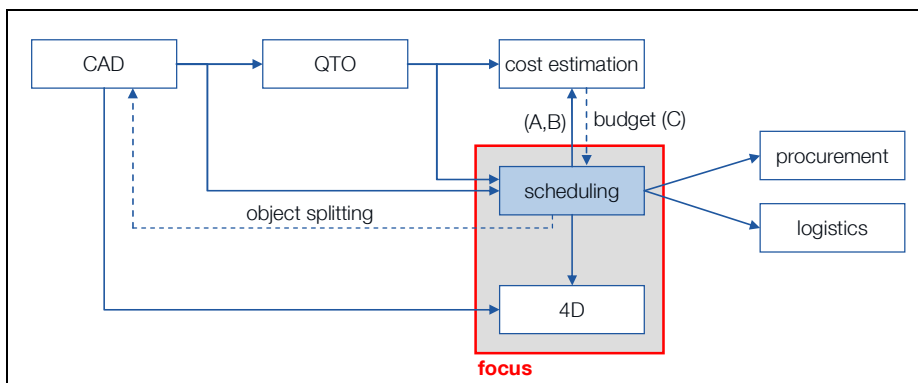 CAD
QTO
cost estimation
(A,B)
budget (C)
procurement
scheduling
object splitting
logistics
4D
focus